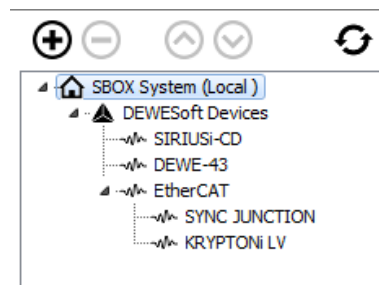 SBOX System (Local )
DEWESoft Devices
SIRIUSi-CD
DEWE-43
EtherCAT
SYNC JUNCTION
KRYPTONi LV